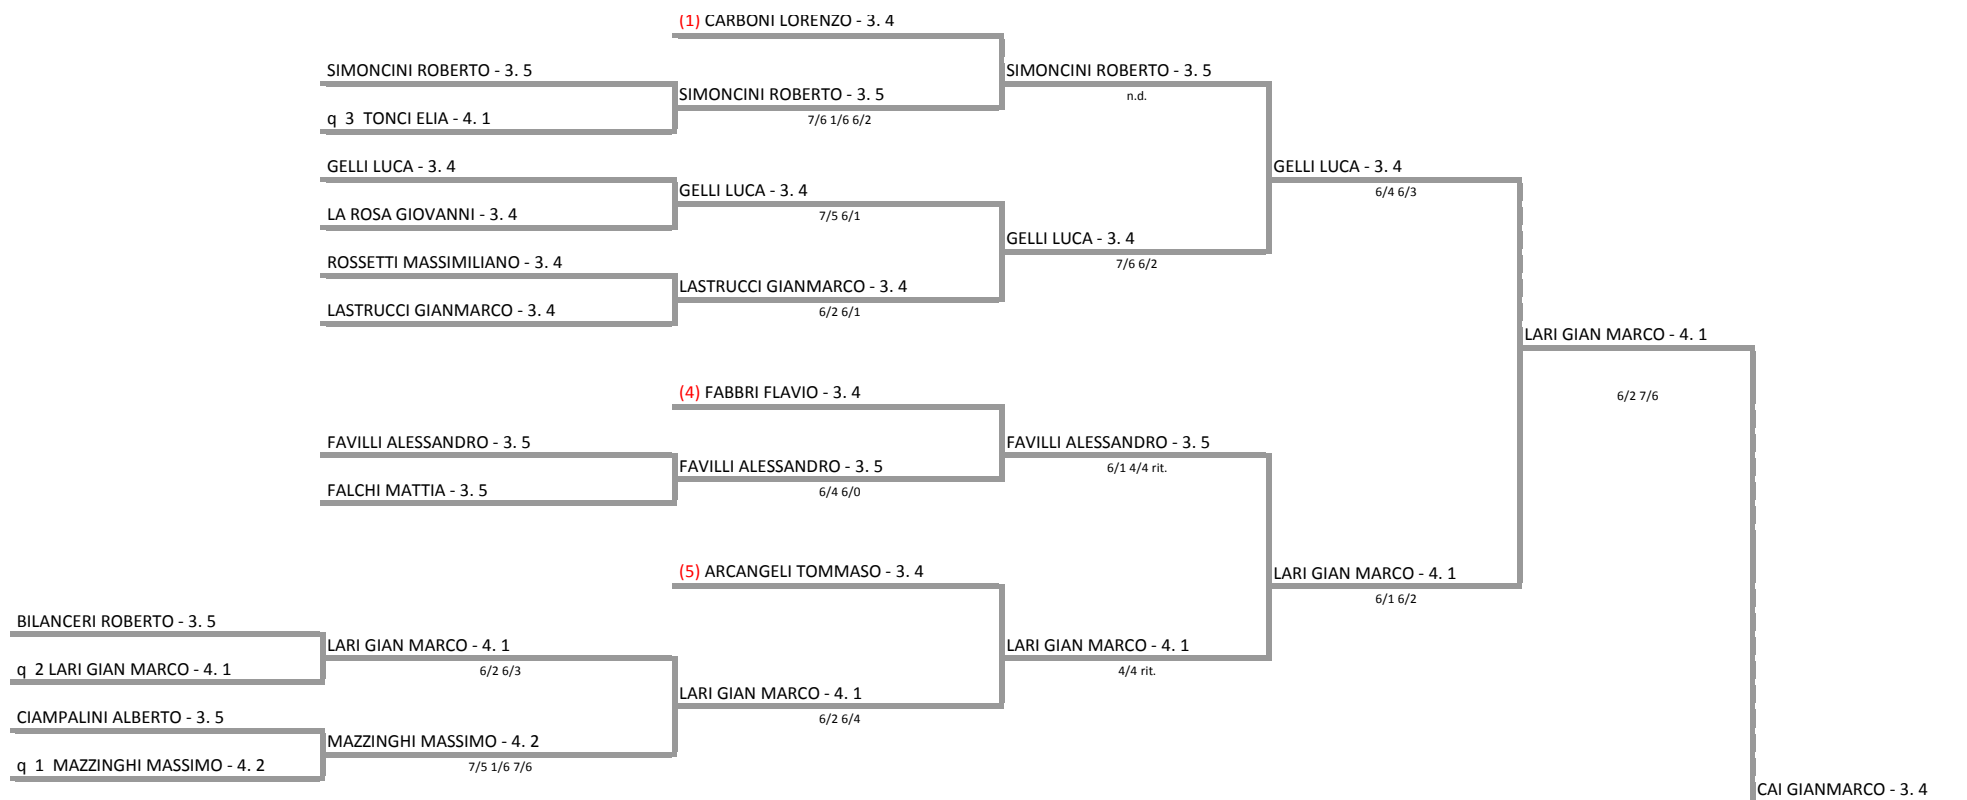 (1) CARBONI LORENZO - 3. 4
SIMONCINI ROBERTO - 3. 5
SIMONCINI ROBERTO - 3. 5
SIMONCINI ROBERTO - 3. 5
n.d.
q 3 TONCI ELIA - 4. 1
7/6 1/6 6/2
GELLI LUCA - 3. 4
GELLI LUCA - 3. 4
GELLI LUCA - 3. 4
6/4 6/3
LA ROSA GIOVANNI - 3. 4
7/5 6/1
GELLI LUCA - 3. 4
7/6 6/2
ROSSETTI MASSIMILIANO - 3. 4
LASTRUCCI GIANMARCO - 3. 4
LASTRUCCI GIANMARCO - 3. 4
6/2 6/1
LARI GIAN MARCO - 4. 1
6/2 7/6
(4) FABBRI FLAVIO - 3. 4
FAVILLI ALESSANDRO - 3. 5
FAVILLI ALESSANDRO - 3. 5
FAVILLI ALESSANDRO - 3. 5
6/1 4/4 rit.
FALCHI MATTIA - 3. 5
6/4 6/0
(5) ARCANGELI TOMMASO - 3. 4
LARI GIAN MARCO - 4. 1
6/1 6/2
BILANCERI ROBERTO - 3. 5
LARI GIAN MARCO - 4. 1
6/2 6/3
LARI GIAN MARCO - 4. 1
4/4 rit.
q 2 LARI GIAN MARCO - 4. 1
LARI GIAN MARCO - 4. 1
6/2 6/4
CIAMPALINI ALBERTO - 3. 5
MAZZINGHI MASSIMO - 4. 2
7/5 1/6 7/6
q 1 MAZZINGHI MASSIMO - 4. 2
CAI GIANMARCO - 3. 4